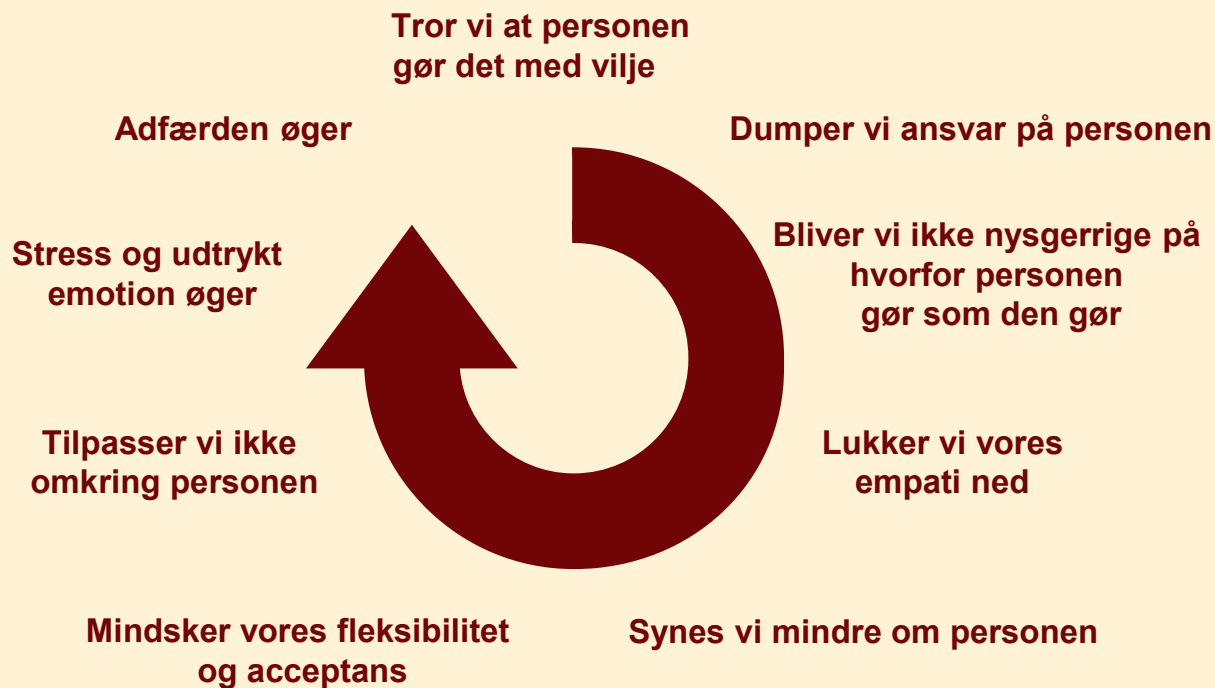 Tror vi at personen
gør det med vilje
Dumper vi ansvar på personen
Bliver vi ikke nysgerrige på
hvorfor personen
gør som den gør
Lukker vi vores
empati ned
Synes vi mindre om personen
Mindsker vores fleksibilitet
og acceptans
Tilpasser vi ikke
omkring personen
Stress og udtrykt
emotion øger
Adfærden øger